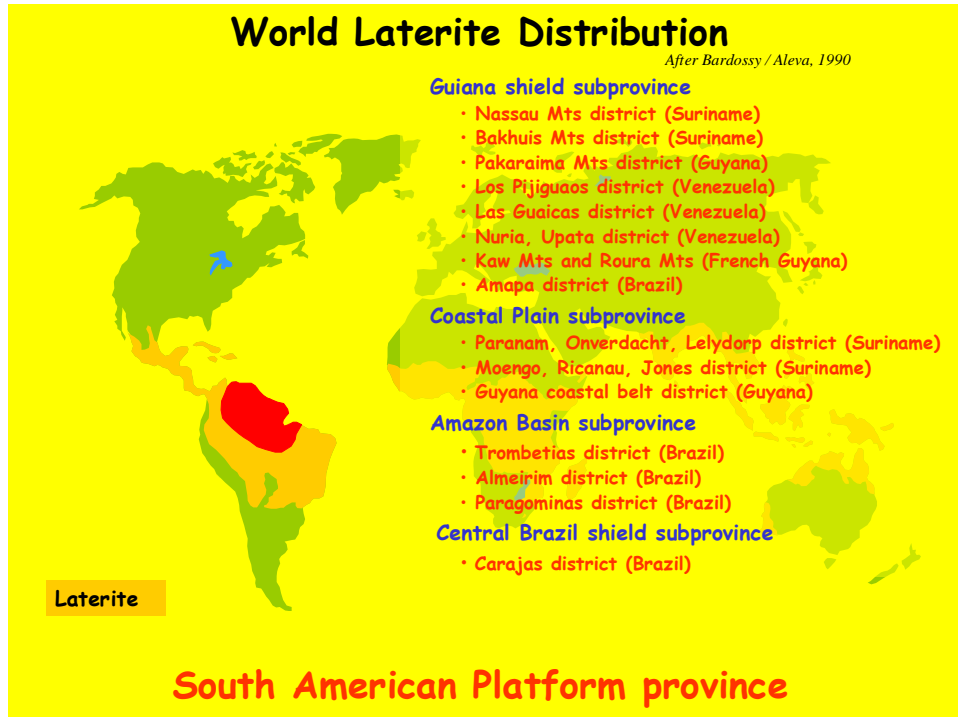 World Laterite Distribution
After Bardossy / Aleva, 1990
Guiana shield subprovince
• Nassau Mts district (Suriname)
• Bakhuis Mts district (Suriname)
• Pakaraima Mts district (Guyana)
• Los Pijiguaos district (Venezuela)
• Las Guaicas district (Venezuela)
• Nuria, Upata district (Venezuela)
• Kaw Mts and Roura Mts (French Guyana)
• Amapa district (Brazil)
Coastal Plain subprovince
• Paranam, Onverdacht, Lelydorp district (Suriname)
• Moengo, Ricanau, Jones district (Suriname)
• Guyana coastal belt district (Guyana)
Amazon Basin subprovince
• Trombetias district (Brazil)
• Almeirim district (Brazil)
• Paragominas district (Brazil)
Central Brazil shield subprovince
• Carajas district (Brazil)
Laterite
South American Platform province